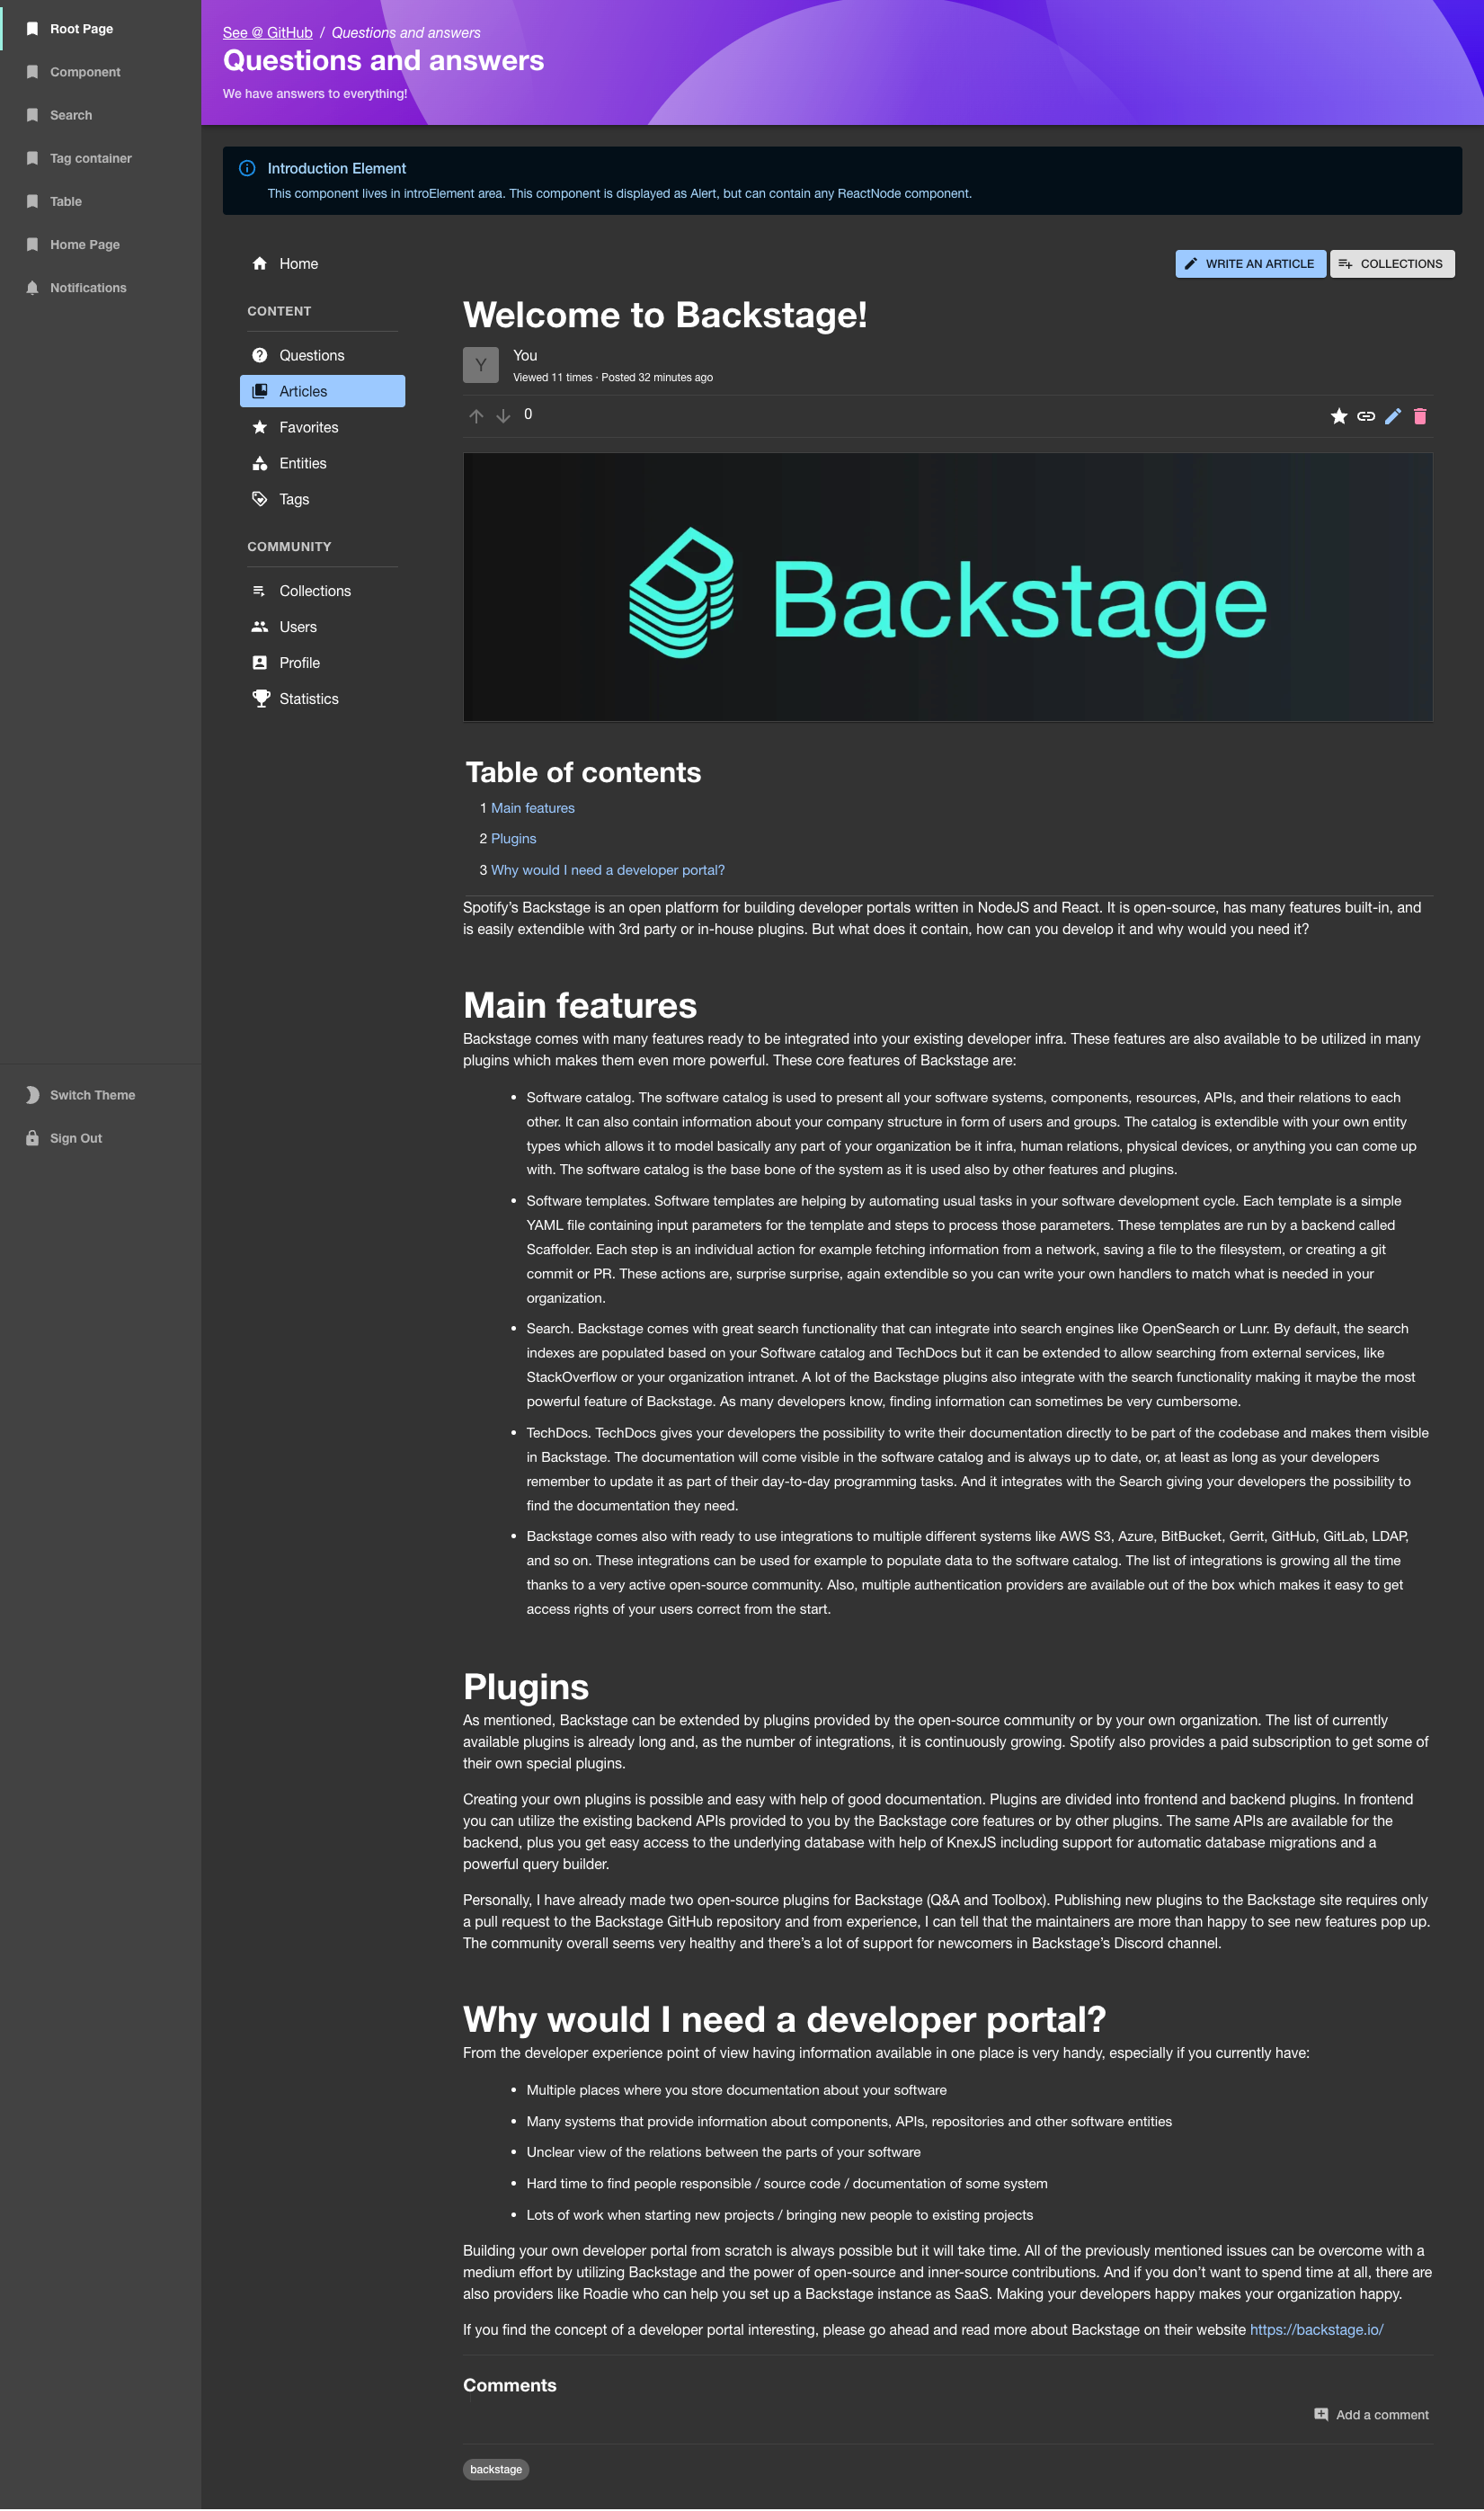 Root Page
Component
Search
Tag container
Table
Home Page
Notifications
Switch Theme
Sign Out
See @ GitHub / Questions and answers
Questions and answers
We have answers to everything!
Introduction Element
This component lives in introElement area. This component is displayed as Alert, but can contain any ReactNode component.
Home
CONTENT
Questions
Articles
Favorites
Entities
Tags
COMMUNITY
Collections
Users
Profile
Statistics
WRITE AN ARTICLE
COLLECTIONS
Welcome to Backstage!
Y
You
Viewed 11 times · Posted 32 minutes ago
0
Backstage
Table of contents
1 Main features
2 Plugins
3 Why would I need a developer portal?
Spotify’s Backstage is an open platform for building developer portals written in NodeJS and React. It is open-source, has many features built-in, and
is easily extendible with 3rd party or in-house plugins. But what does it contain, how can you develop it and why would you need it?
Main features
Backstage comes with many features ready to be integrated into your existing developer infra. These features are also available to be utilized in many
plugins which makes them even more powerful. These core features of Backstage are:
• Software catalog. The software catalog is used to present all your software systems, components, resources, APIs, and their relations to each
other. It can also contain information about your company structure in form of users and groups. The catalog is extendible with your own entity
types which allows it to model basically any part of your organization be it infra, human relations, physical devices, or anything you can come up
with. The software catalog is the base bone of the system as it is used also by other features and plugins.
• Software templates. Software templates are helping by automating usual tasks in your software development cycle. Each template is a simple
YAML file containing input parameters for the template and steps to process those parameters. These templates are run by a backend called
Scaffolder. Each step is an individual action for example fetching information from a network, saving a file to the filesystem, or creating a git
commit or PR. These actions are, surprise surprise, again extendible so you can write your own handlers to match what is needed in your
organization.
• Search. Backstage comes with great search functionality that can integrate into search engines like OpenSearch or Lunr. By default, the search
indexes are populated based on your Software catalog and TechDocs but it can be extended to allow searching from external services, like
StackOverflow or your organization intranet. A lot of the Backstage plugins also integrate with the search functionality making it maybe the most
powerful feature of Backstage. As many developers know, finding information can sometimes be very cumbersome.
• TechDocs. TechDocs gives your developers the possibility to write their documentation directly to be part of the codebase and makes them visible
in Backstage. The documentation will come visible in the software catalog and is always up to date, or, at least as long as your developers
remember to update it as part of their day-to-day programming tasks. And it integrates with the Search giving your developers the possibility to
find the documentation they need.
• Backstage comes also with ready to use integrations to multiple different systems like AWS S3, Azure, BitBucket, Gerrit, GitHub, GitLab, LDAP,
and so on. These integrations can be used for example to populate data to the software catalog. The list of integrations is growing all the time
thanks to a very active open-source community. Also, multiple authentication providers are available out of the box which makes it easy to get
access rights of your users correct from the start.
Plugins
As mentioned, Backstage can be extended by plugins provided by the open-source community or by your own organization. The list of currently
available plugins is already long and, as the number of integrations, it is continuously growing. Spotify also provides a paid subscription to get some of
their own special plugins.
Creating your own plugins is possible and easy with help of good documentation. Plugins are divided into frontend and backend plugins. In frontend
you can utilize the existing backend APIs provided to you by the Backstage core features or by other plugins. The same APIs are available for the
backend, plus you get easy access to the underlying database with help of KnexJS including support for automatic database migrations and a
powerful query builder.
Personally, I have already made two open-source plugins for Backstage (Q&A and Toolbox). Publishing new plugins to the Backstage site requires only
a pull request to the Backstage GitHub repository and from experience, I can tell that the maintainers are more than happy to see new features pop up.
The community overall seems very healthy and there’s a lot of support for newcomers in Backstage’s Discord channel.
Why would I need a developer portal?
From the developer experience point of view having information available in one place is very handy, especially if you currently have:
• Multiple places where you store documentation about your software
• Many systems that provide information about components, APIs, repositories and other software entities
• Unclear view of the relations between the parts of your software
• Hard time to find people responsible / source code / documentation of some system
• Lots of work when starting new projects / bringing new people to existing projects
Building your own developer portal from scratch is always possible but it will take time. All of the previously mentioned issues can be overcome with a
medium effort by utilizing Backstage and the power of open-source and inner-source contributions. And if you don’t want to spend time at all, there are
also providers like Roadie who can help you set up a Backstage instance as SaaS. Making your developers happy makes your organization happy.
If you find the concept of a developer portal interesting, please go ahead and read more about Backstage on their website https://backstage.io/
Comments
Add a comment
backstage